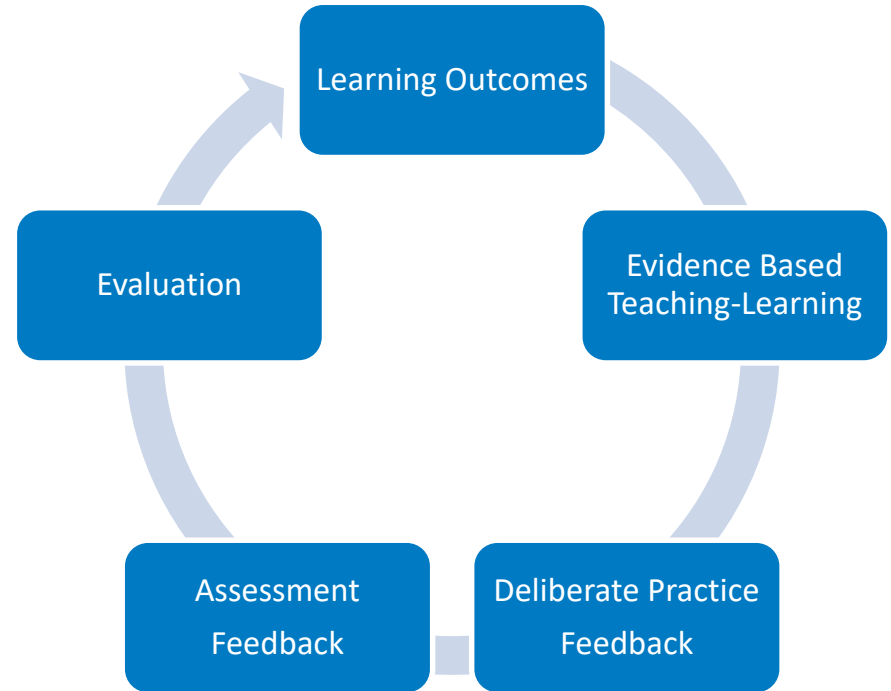 Learning Outcomes
Evidence Based
Teaching-Learning
Deliberate Practice
Feedback
Assessment
Feedback
Evaluation